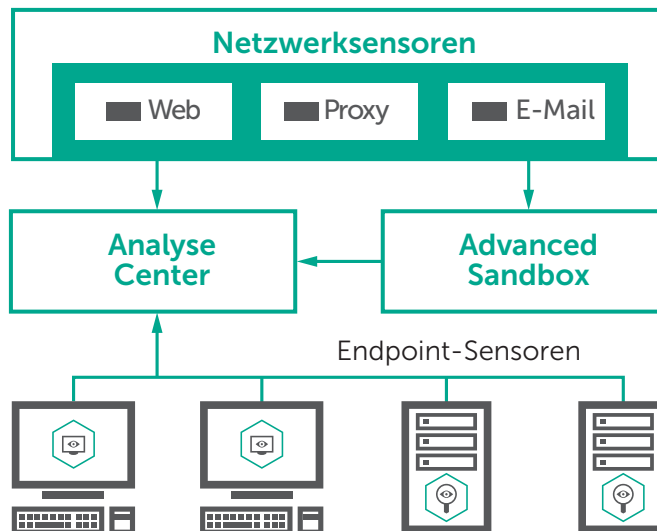 Netzwerksensoren
Web
Proxy
E-Mail
Analyse
Center
Advanced
Sandbox
Endpoint-Sensoren